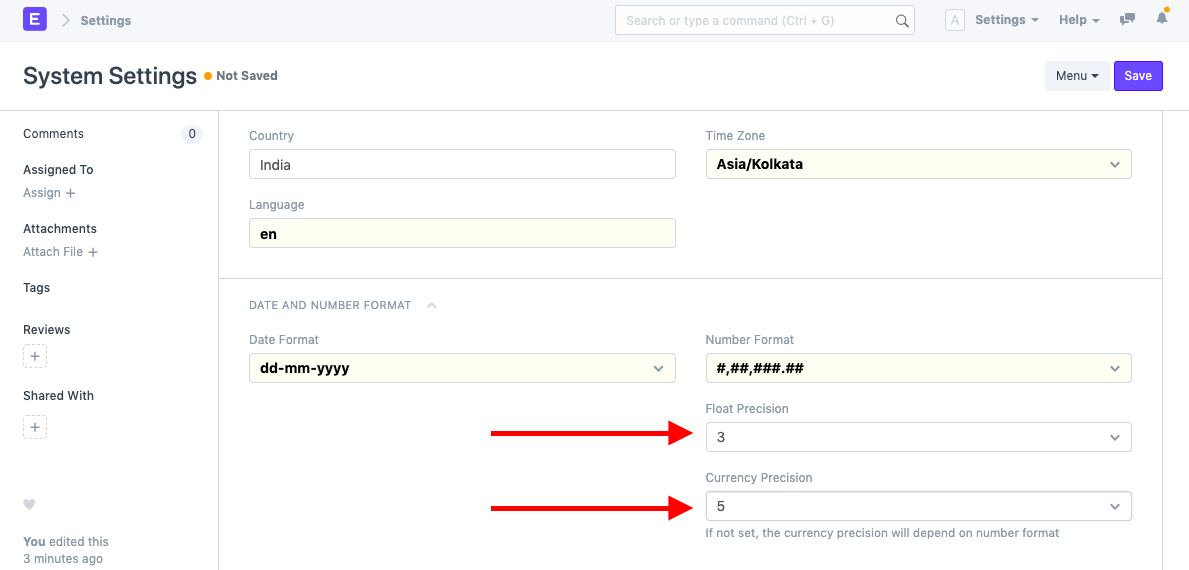 E
Settings
Search or type a command (Ctrl + G)
A
Settings
Help
System Settings
Not Saved
Menu
Save
Comments
0
Assigned To
Assign +
Attachments
Attach File +
Tags
Reviews
+
Shared With
+
You edited this
3 minutes ago
Country
India
Time Zone
Asia/Kolkata
Language
en
DATE AND NUMBER FORMAT
Date Format
dd-mm-yyyy
Number Format
#,##,###.##
Float Precision
3
Currency Precision
5
If not set, the currency precision will depend on number format